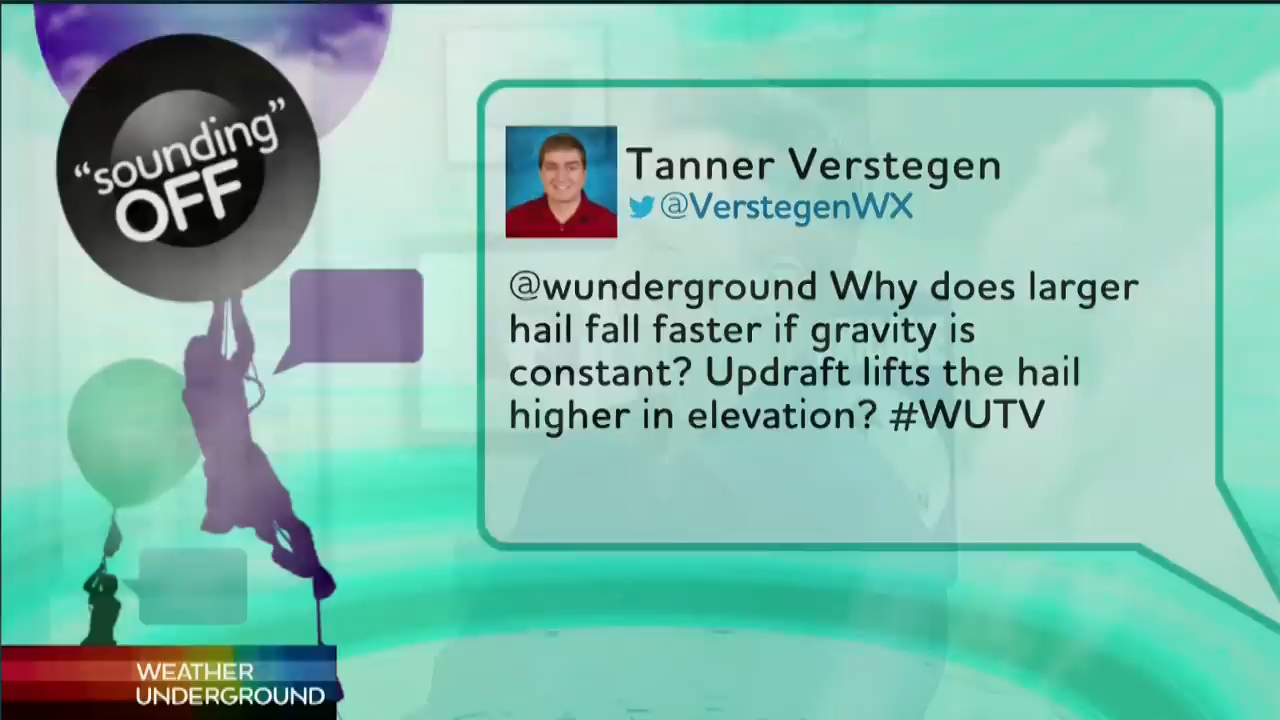 “sounding”
OFF
Tanner Verstegen
@VerstegenWX
@wunderground Why does larger
hail fall faster if gravity is
constant? Updraft lifts the hail
higher in elevation? #WUTV
WEATHER
UNDERGROUND